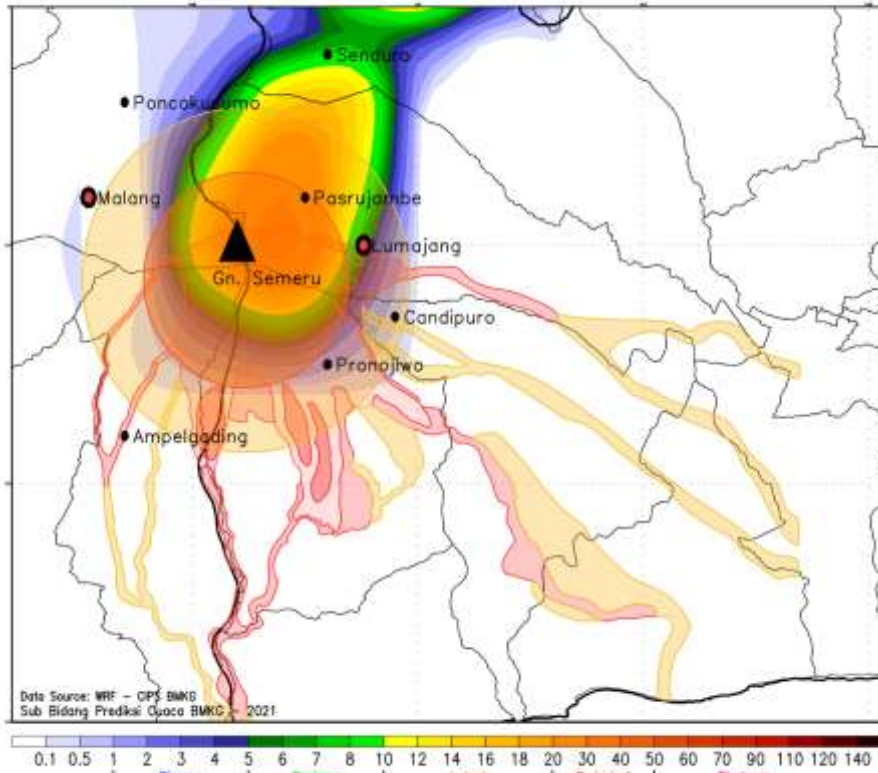 Senduro
Poncokusumo
Malang
Pasrujambe
Lumajang
Gn. Semeru
Candipuro
Pronojiwo
Ampelgading
Data Source: WRF - OPS BMKG
Sub Bidang Prediksi Cuaca BMKG - 2021
0.1 0.5 1 2 3 4 5 6 7 8 10 12 14 16 18 20 30 40 50 60 70 90 110 120 140